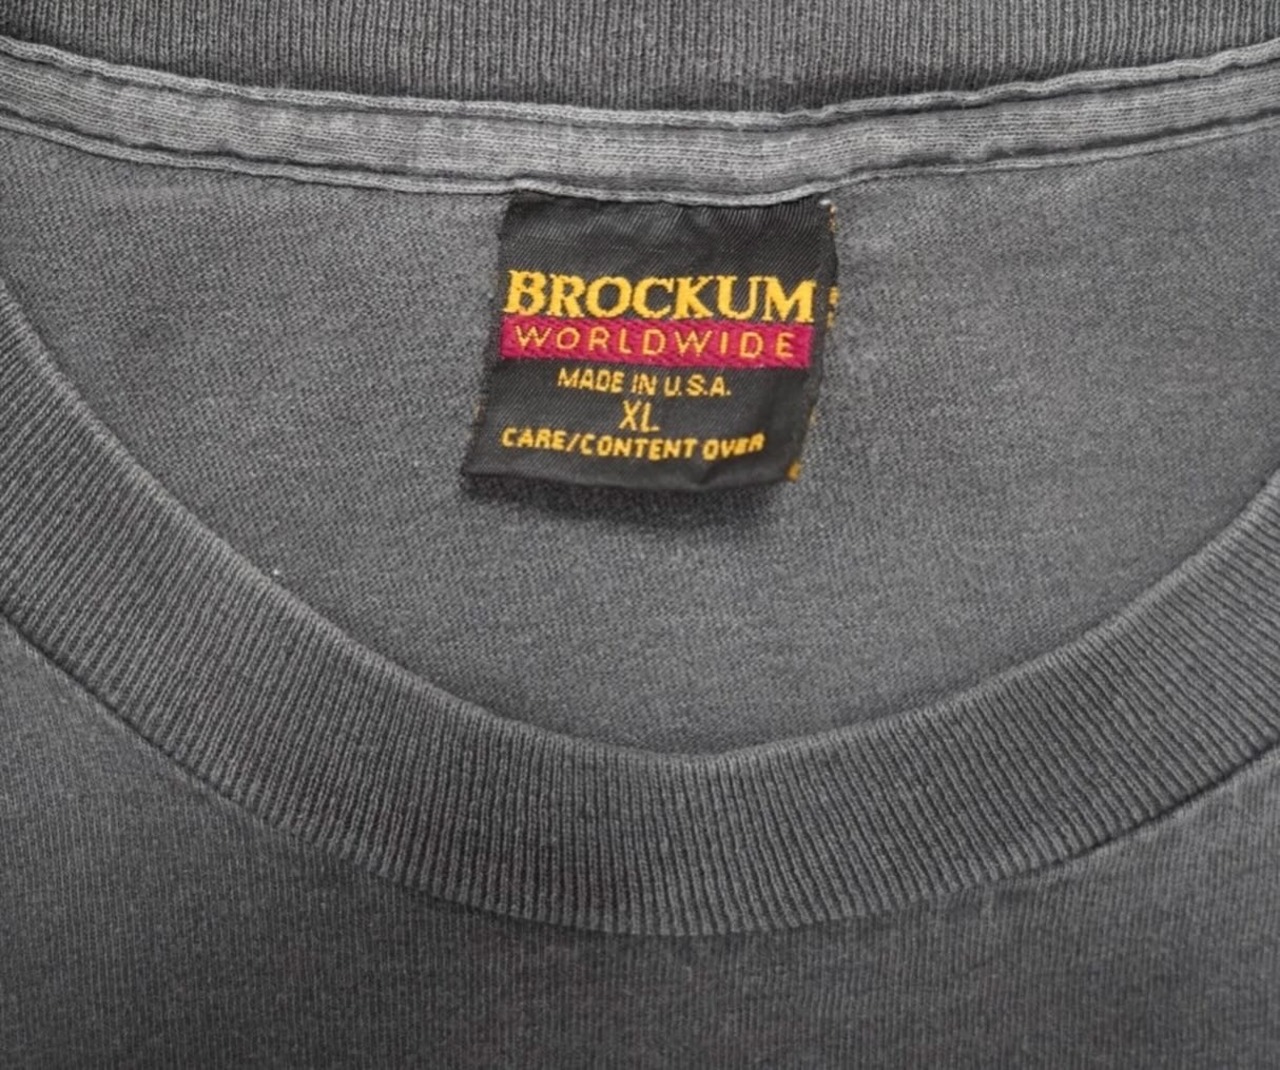 BROCKUM
WORLDWIDE
MADE IN U.S.A.
XL
CARE/CONTENT OVER